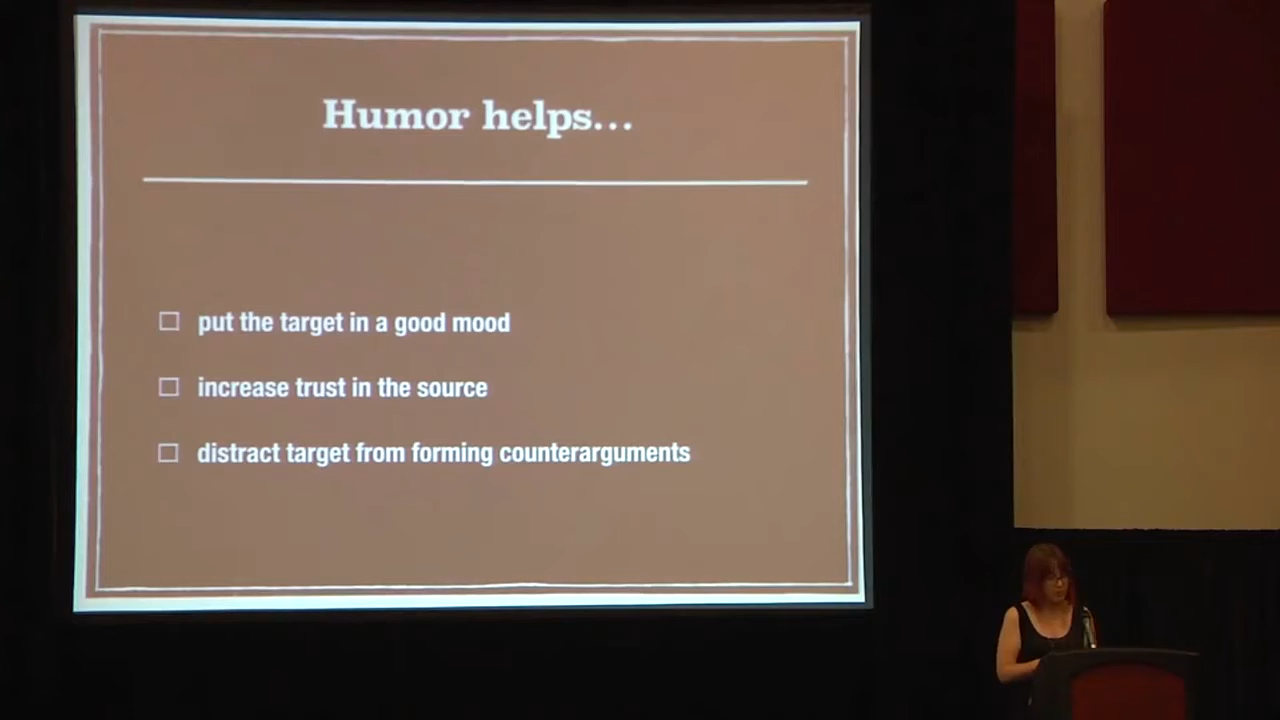 Humor helps...
put the target in a good mood
increase trust in the source
distract target from forming counterarguments